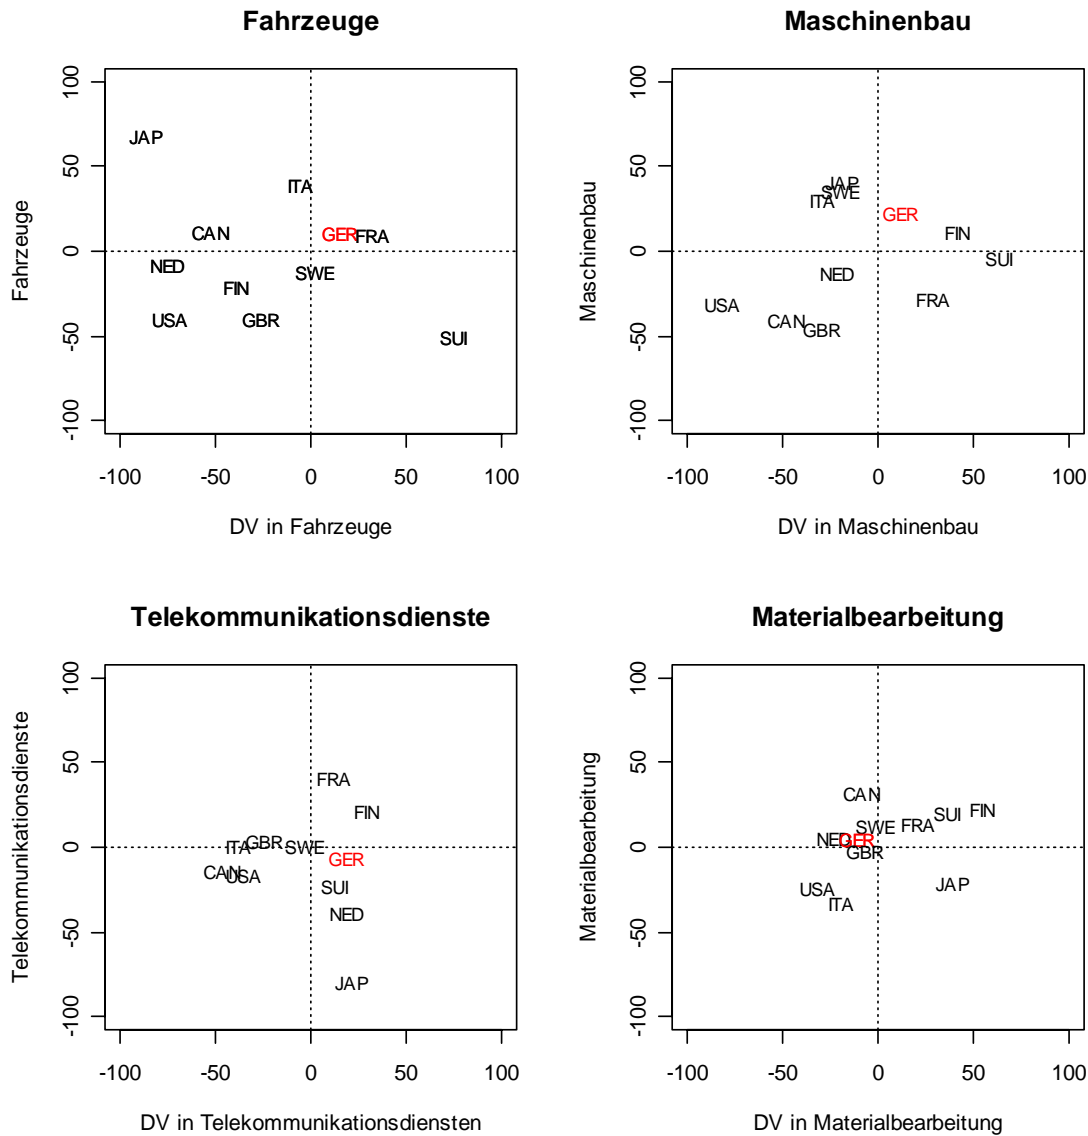 Fahrzeuge
Maschinenbau
Fahrzeuge
100
50
0
-50
-100
JAP
ITA
CAN
GER
FRA
NED
SWE
FIN
USA
GBR
SUI
-100 -50 0 50 100
DV in Fahrzeuge
Maschinenbau
100
50
0
-50
-100
JAP
SWE
ITA
GER
FIN
SUI
NED
FRA
USA
CAN
GBR
-100 -50 0 50 100
DV in Maschinenbau
Telekommunikationsdienste
Materialbearbeitung
Telekommunikationsdienste
100
50
0
-50
-100
FRA
FIN
GBR
ITA
SWE
GER
CAN
USA
SUI
NED
JAP
-100 -50 0 50 100
DV in Telekommunikationsdiensten
Materialbearbeitung
100
50
0
-50
-100
CAN
FIN
SUI
FRA
SWE
NED
GER
GBR
JAP
USA
ITA
-100 -50 0 50 100
DV in Materialbearbeitung